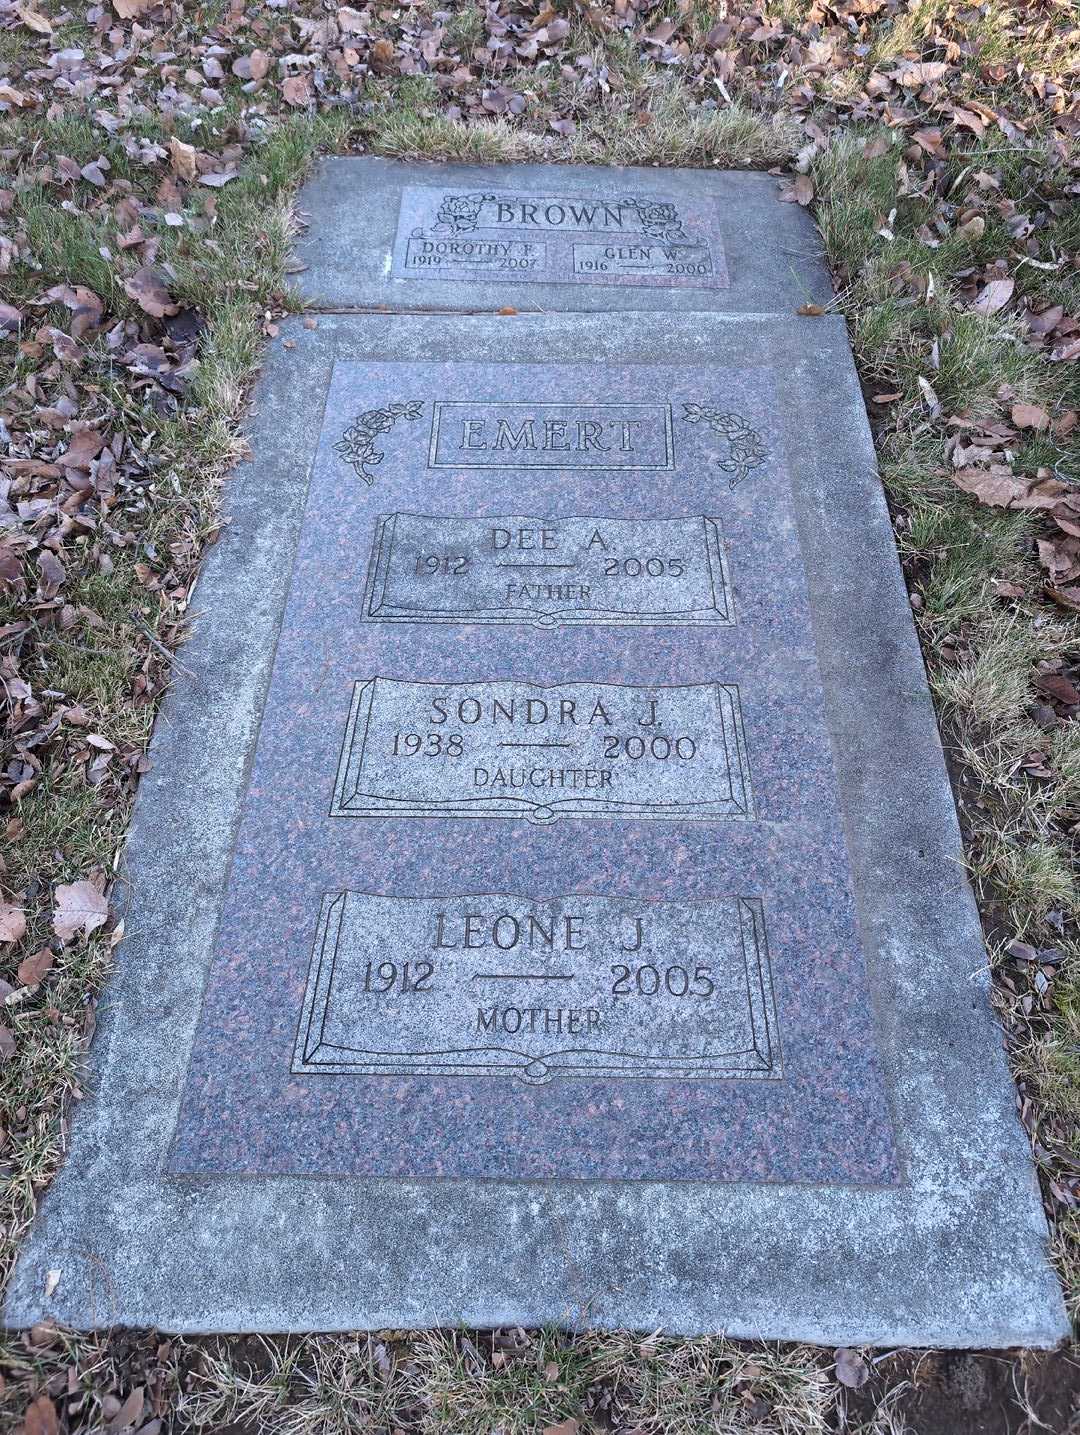 BROWN
DOROTHY F.
1919 — 2007
GLEN W.
1916 — 2000
EMERT
DEE A.
1912 — 2005
FATHER
SONDRA J.
1938 — 2000
DAUGHTER
LEONE J.
1912 — 2005
MOTHER